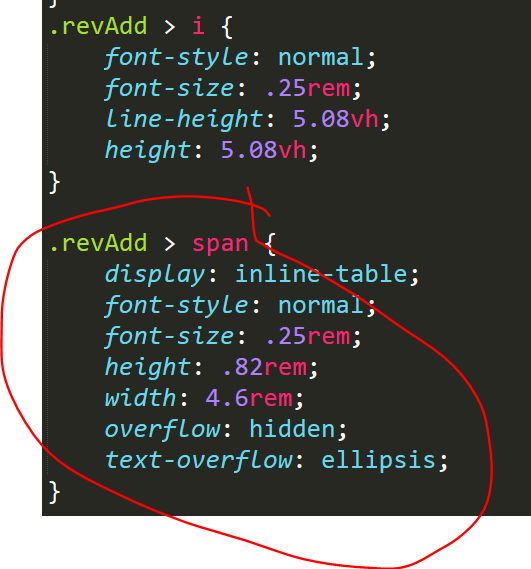 }
.revAdd > i {
font-style: normal;
font-size: .25rem;
line-height: 5.08vh;
height: 5.08vh;
}
.revAdd > span {
display: inline-table;
font-style: normal;
font-size: .25rem;
height: .82rem;
width: 4.6rem;
overflow: hidden;
text-overflow: ellipsis;
}